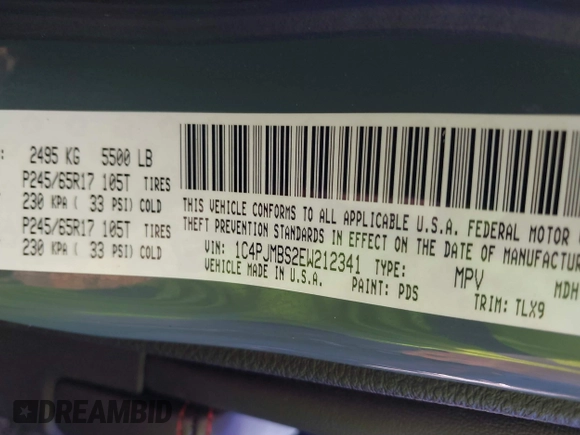 2495 KG 5500 LB
P245/65R17 105T TIRES
230 KPA ( 33 PSI) COLD
P245/65R17 105T TIRES
230 KPA ( 33 PSI) COLD
THIS VEHICLE CONFORMS TO ALL APPLICABLE U.S.A. FEDERAL MOTOR
THEFT PREVENTION STANDARDS IN EFFECT ON THE DATE OF MANUFACTURE
VIN: 1C4PJMBS2EW212341 TYPE: MPV MDH
VEHICLE MADE IN U.S.A. PAINT: PDS TRIM: TLX9
DREAMBID